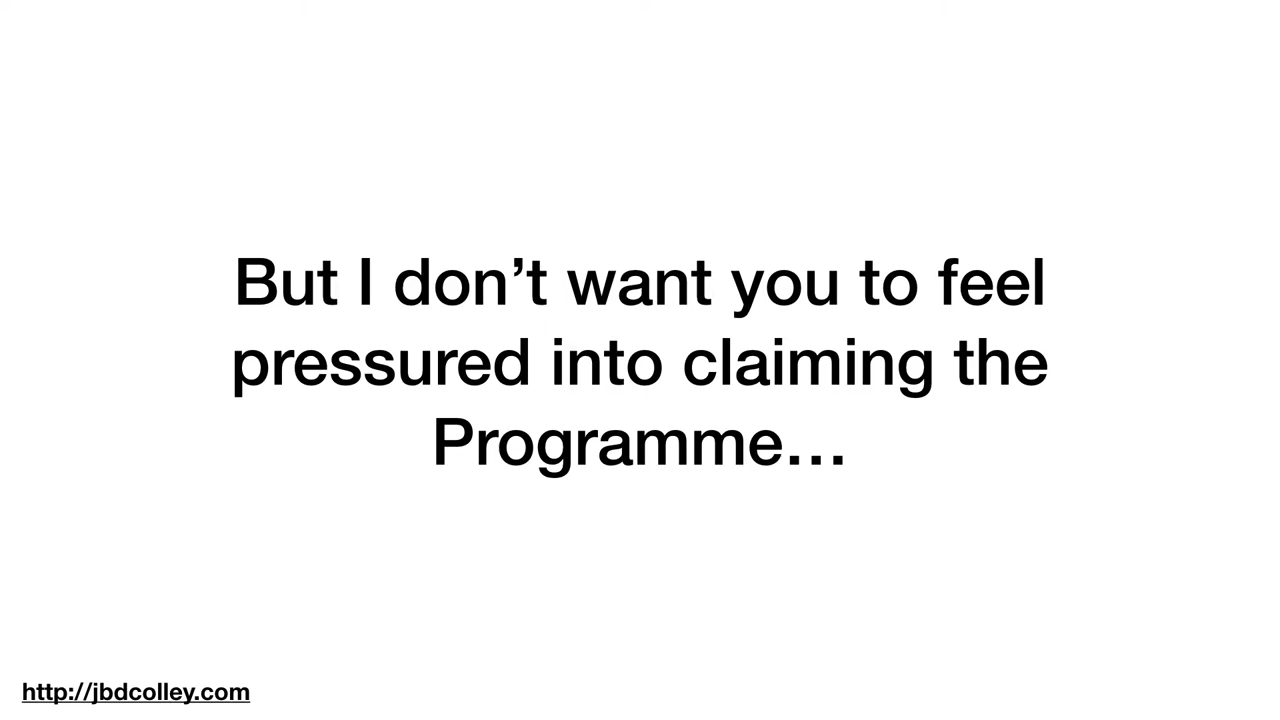 But I don’t want you to feel
pressured into claiming the
Programme…
http://jbdcolley.com